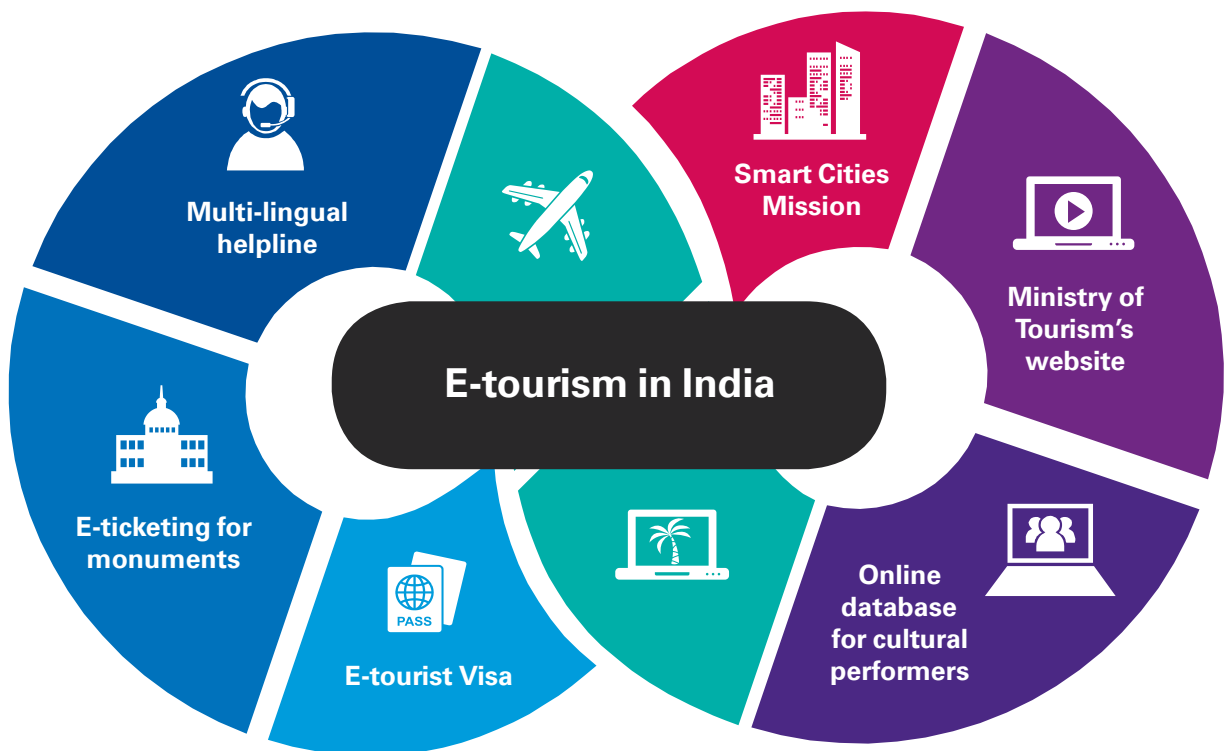 Multi-lingual
helpline
Smart Cities
Mission
Ministry of
Tourism’s
website
E-tourism in India
E-ticketing for
monuments
PASS
E-tourist Visa
Online
database
for cultural
performers